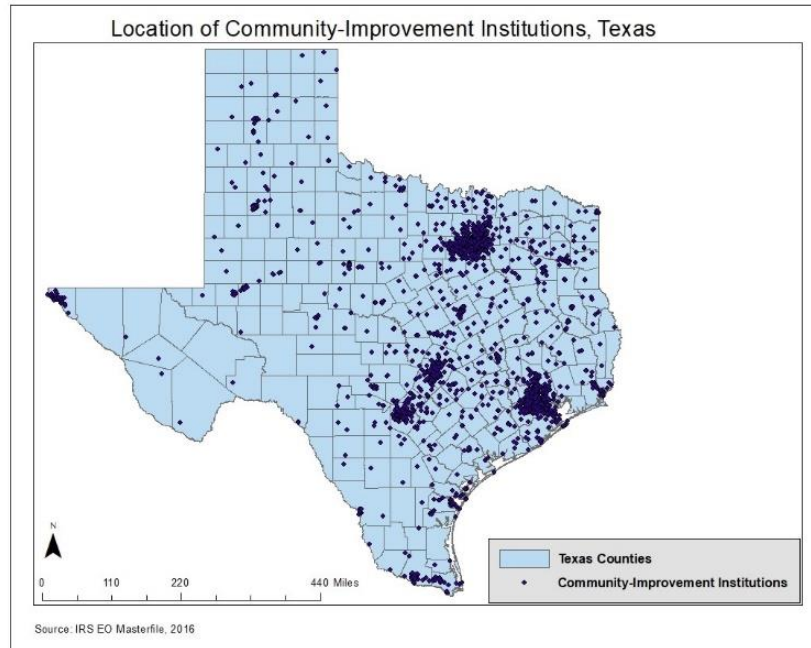 Location of Community-Improvement Institutions, Texas
N
0 110 220 440 Miles
Texas Counties
Community-Improvement Institutions
Source: IRS EO Masterfile, 2016